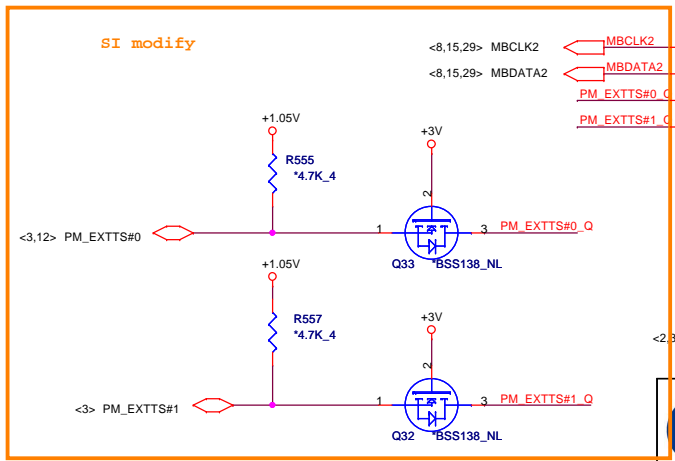 SI modify
<8,15,29> MBCLK2 MBCLK2
<8,15,29> MBDATA2 MBDATA2
PM_EXTTS#0_Q
PM_EXTTS#1_Q
+1.05V
+3V
R555
*4.7K_4
2
<3,12> PM_EXTTS#0 1 3 PM_EXTTS#0_Q
Q33 *BSS138_NL
+1.05V
+3V
R557
*4.7K_4
2
<3> PM_EXTTS#1 1 3 PM_EXTTS#1_Q
Q32 *BSS138_NL